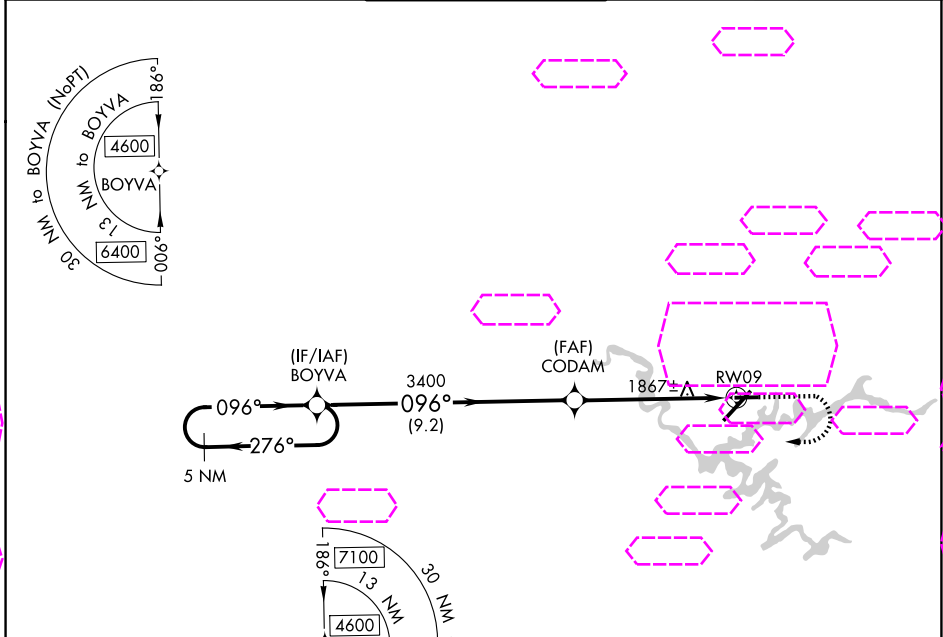 30 NM to BOYVA (NoPT)
13 NM to BOYVA
186°
4600
BOYVA
6400
006°
(IF/IAF)
BOYVA
096°
276°
5 NM
3400
096°
(9.2)
(FAF)
CODAM
1867±
RW09
186°
7100
13 NM
30 NM
4600